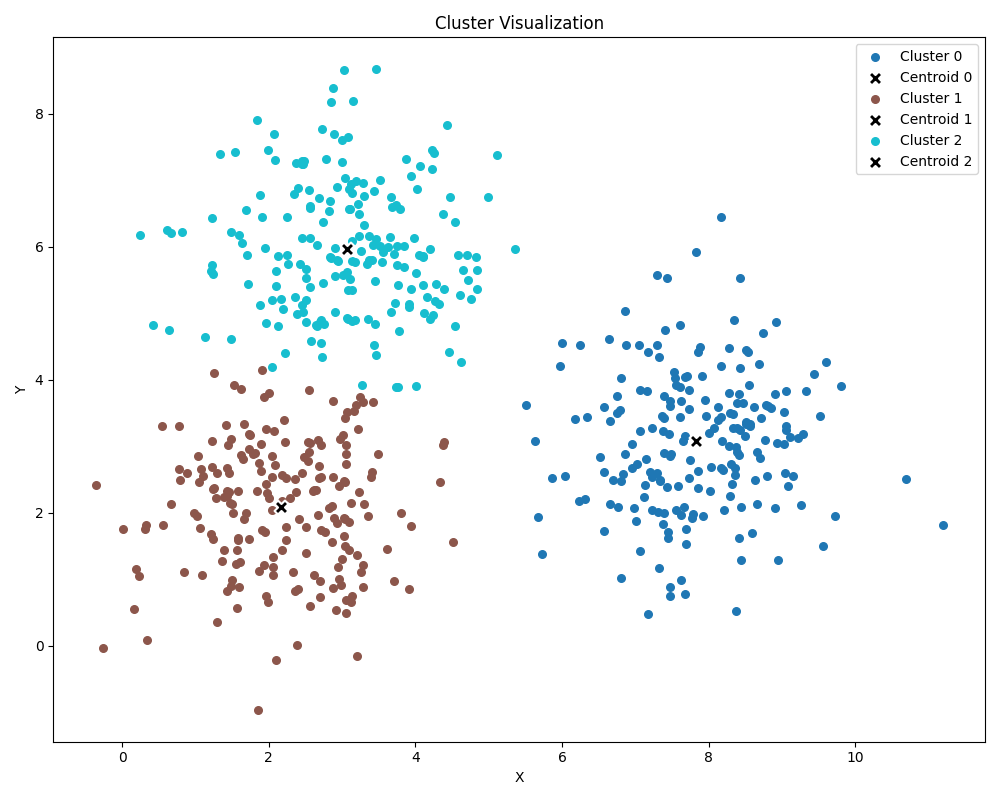 Cluster Visualization
Cluster 0
Centroid 0
Cluster 1
Centroid 1
Cluster 2
Centroid 2
Y
8
6
4
2
0
0 2 4 6 8 10
X